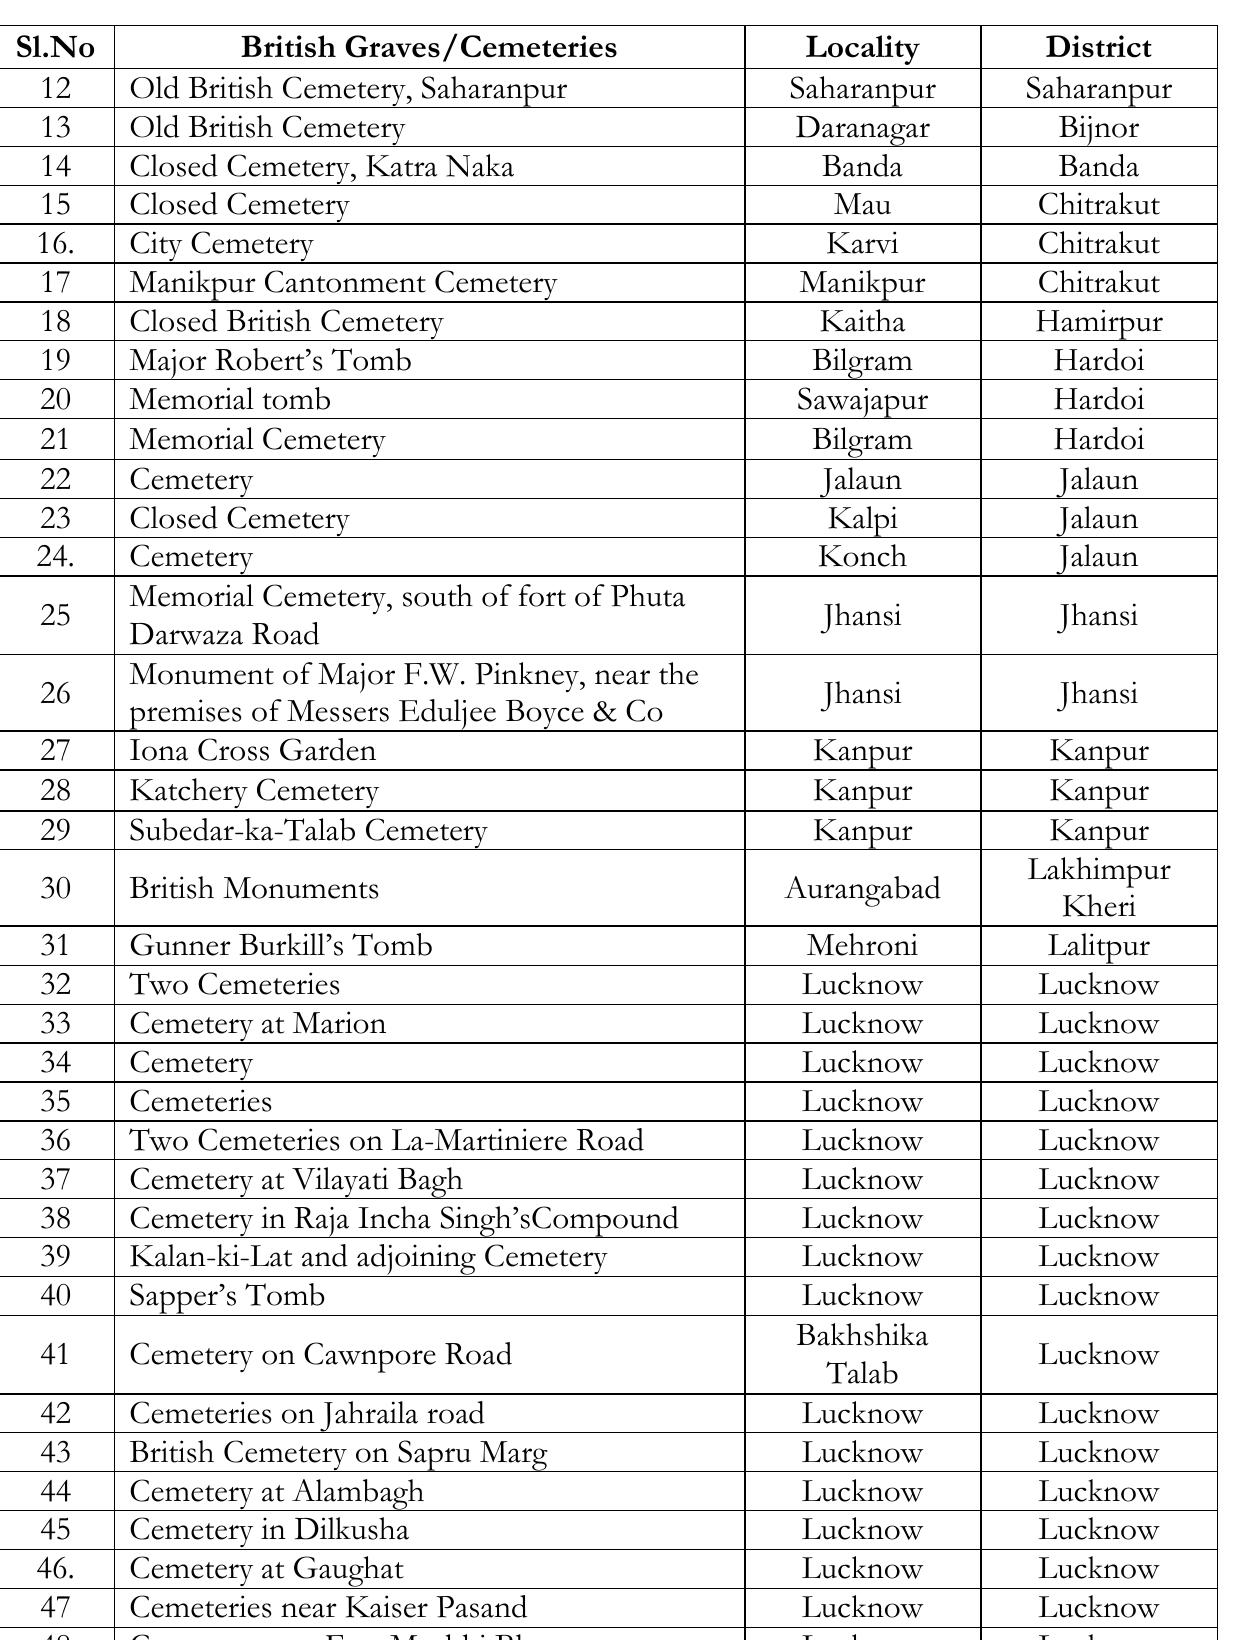 Sl.No British Graves/Cemeteries Locality District
12 Old British Cemetery, Saharanpur Saharanpur Saharanpur
13 Old British Cemetery Daranagar Bijnor
14 Closed Cemetery, Katra Naka Banda Banda
15 Closed Cemetery Mau Chitrakut
16. City Cemetery Karvi Chitrakut
17 Manikpur Cantonment Cemetery Manikpur Chitrakut
18 Closed British Cemetery Kaitha Hamirpur
19 Major Robert’s Tomb Bilgram Hardoi
20 Memorial tomb Sawajapur Hardoi
21 Memorial Cemetery Bilgram Hardoi
22 Cemetery Jalaun Jalaun
23 Closed Cemetery Kalpi Jalaun
24. Cemetery Konch Jalaun
25 Memorial Cemetery, south of fort of Phuta
Darwaza Road Jhansi Jhansi
26 Monument of Major F.W. Pinkney, near the
premises of Messers Eduljee Boyce & Co Jhansi Jhansi
27 Iona Cross Garden Kanpur Kanpur
28 Katchery Cemetery Kanpur Kanpur
29 Subedar-ka-Talab Cemetery Kanpur Kanpur
30 British Monuments Aurangabad Lakhimpur
Kheri
31 Gunner Burkill’s Tomb Mehroni Lalitpur
32 Two Cemeteries Lucknow Lucknow
33 Cemetery at Marion Lucknow Lucknow
34 Cemetery Lucknow Lucknow
35 Cemeteries Lucknow Lucknow
36 Two Cemeteries on La-Martiniere Road Lucknow Lucknow
37 Cemetery at Vilayati Bagh Lucknow Lucknow
38 Cemetery in Raja Incha Singh’sCompound Lucknow Lucknow
39 Kalan-ki-Lat and adjoining Cemetery Lucknow Lucknow
40 Sapper’s Tomb Lucknow Lucknow
41 Cemetery on Cawnpore Road Bakhshika
Talab Lucknow
42 Cemeteries on Jahraila road Lucknow Lucknow
43 British Cemetery on Sapru Marg Lucknow Lucknow
44 Cemetery at Alambagh Lucknow Lucknow
45 Cemetery in Dilkusha Lucknow Lucknow
46. Cemetery at Gaughat Lucknow Lucknow
47 Cemeteries near Kaiser Pasand Lucknow Lucknow